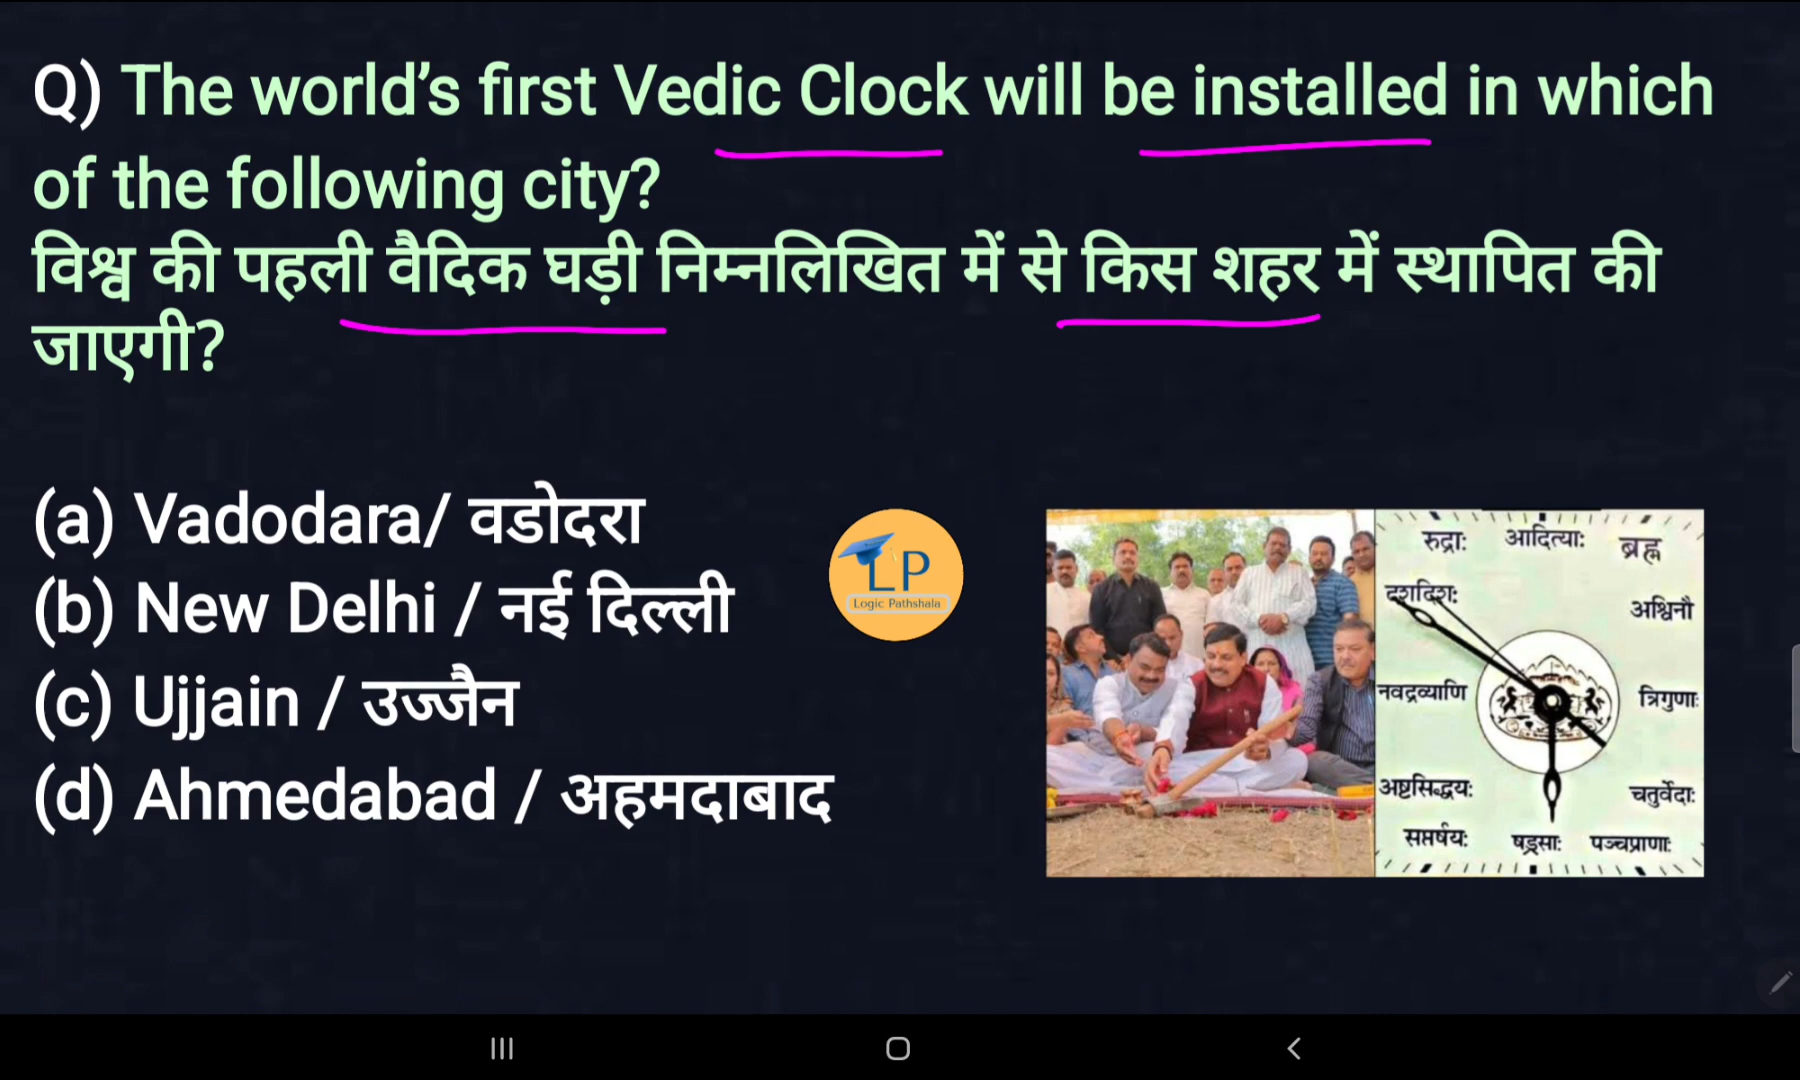 Q) The world’s first Vedic Clock will be installed in which
of the following city?
विश्व की पहली वैदिक घड़ी निम्नलिखित में से किस शहर में स्थापित की
जाएगी?
(a) Vadodara/ वडोदरा
(b) New Delhi / नई दिल्ली
(c) Ujjain / उज्जैन
(d) Ahmedabad / अहमदाबाद
LP
Logic Pathshala
रुद्राः आदित्याः ब्रह्म
दशदिशः अश्विनौ
नवद्रव्याणि त्रिगुणाः
अष्टसिद्धयः चतुर्वेदाः
सप्तर्षयः षड्रसाः पञ्चप्राणाः